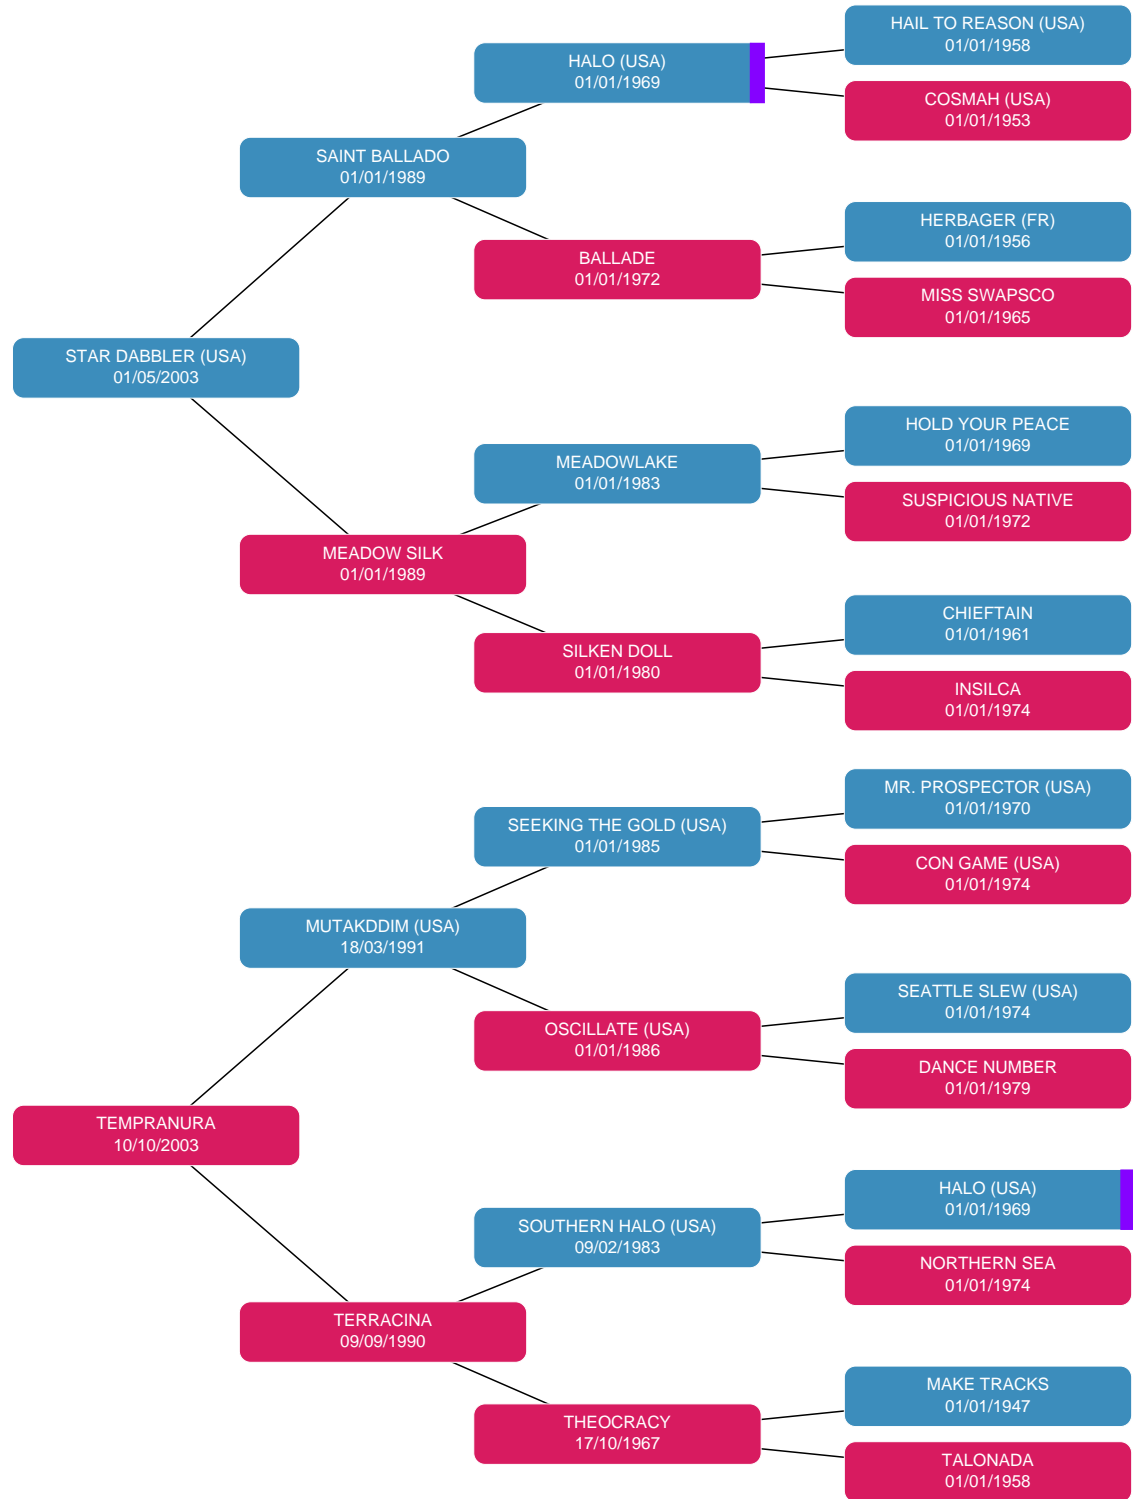 HAIL TO REASON (USA)
01/01/1958
HALO (USA)
01/01/1969
COSMAH (USA)
01/01/1953
SAINT BALLADO
01/01/1989
HERBAGER (FR)
01/01/1956
BALLADE
01/01/1972
MISS SWAPSCO
01/01/1965
STAR DABBLER (USA)
01/05/2003
HOLD YOUR PEACE
01/01/1969
MEADOWLAKE
01/01/1983
SUSPICIOUS NATIVE
01/01/1972
MEADOW SILK
01/01/1989
CHIEFTAIN
01/01/1961
SILKEN DOLL
01/01/1980
INSILCA
01/01/1974
MR. PROSPECTOR (USA)
01/01/1970
SEEKING THE GOLD (USA)
01/01/1985
CON GAME (USA)
01/01/1974
MUTAKDDIM (USA)
18/03/1991
SEATTLE SLEW (USA)
01/01/1974
OSCILLATE (USA)
01/01/1986
DANCE NUMBER
01/01/1979
TEMPRANURA
10/10/2003
HALO (USA)
01/01/1969
SOUTHERN HALO (USA)
09/02/1983
NORTHERN SEA
01/01/1974
TERRACINA
09/09/1990
MAKE TRACKS
01/01/1947
THEOCRACY
17/10/1967
TALONADA
01/01/1958